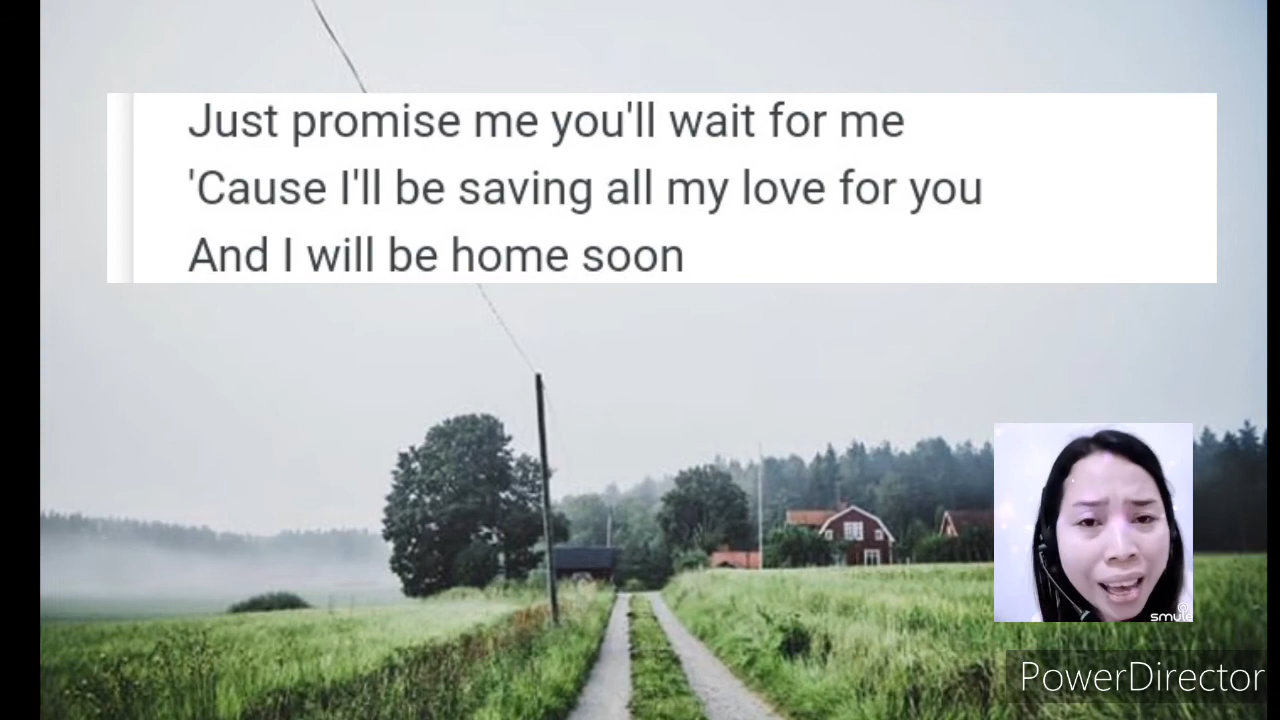 Just promise me you'll wait for me
'Cause I'll be saving all my love for you
And I will be home soon
smule
PowerDirector